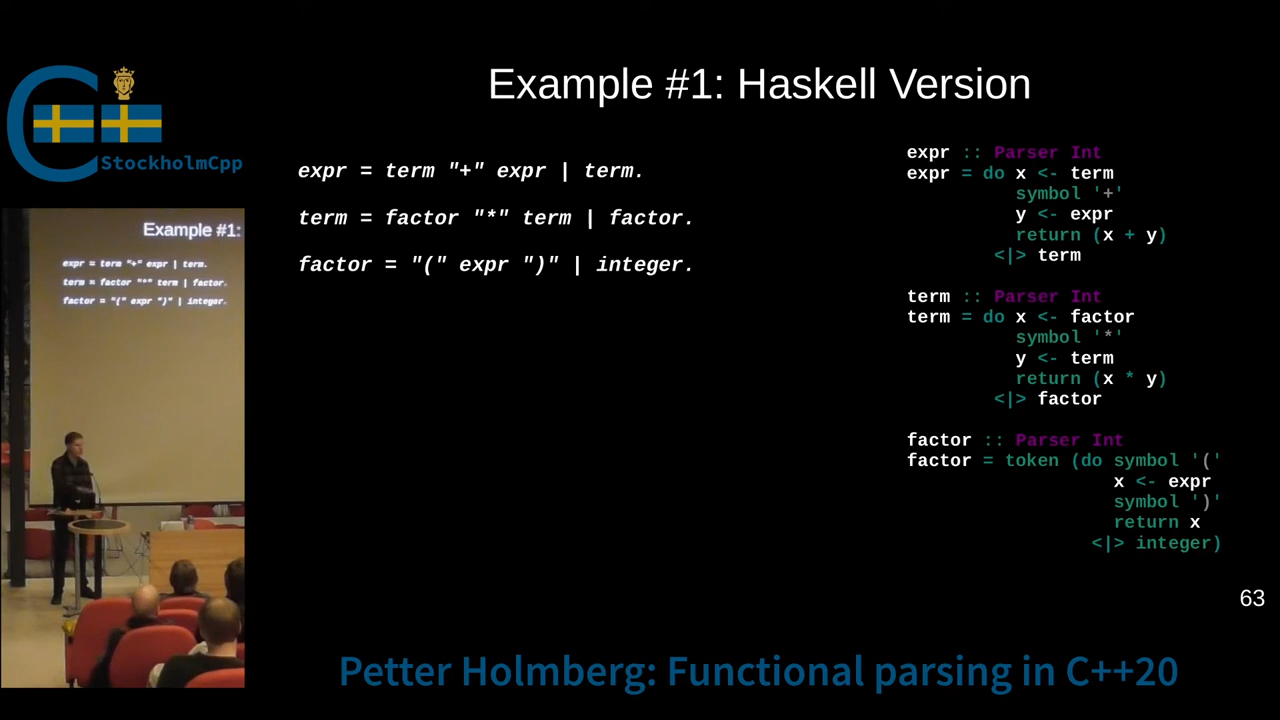 Example #1: Haskell Version
StockholmCpp
expr = term "+" expr | term.
term = factor "*" term | factor.
factor = "(" expr ")" | integer.
expr :: Parser Int
expr = do x <- term
symbol '+'
y <- expr
return (x + y)
<|> term
term :: Parser Int
term = do x <- factor
symbol '*'
y <- term
return (x * y)
<|> factor
factor :: Parser Int
factor = token (do symbol '('
x <- expr
symbol ')'
return x
<|> integer)
Example #1:
expr = term "+" expr | term.
term = factor "*" term | factor.
factor = "(" expr ")" | integer.
63
Petter Holmberg: Functional parsing in C++20